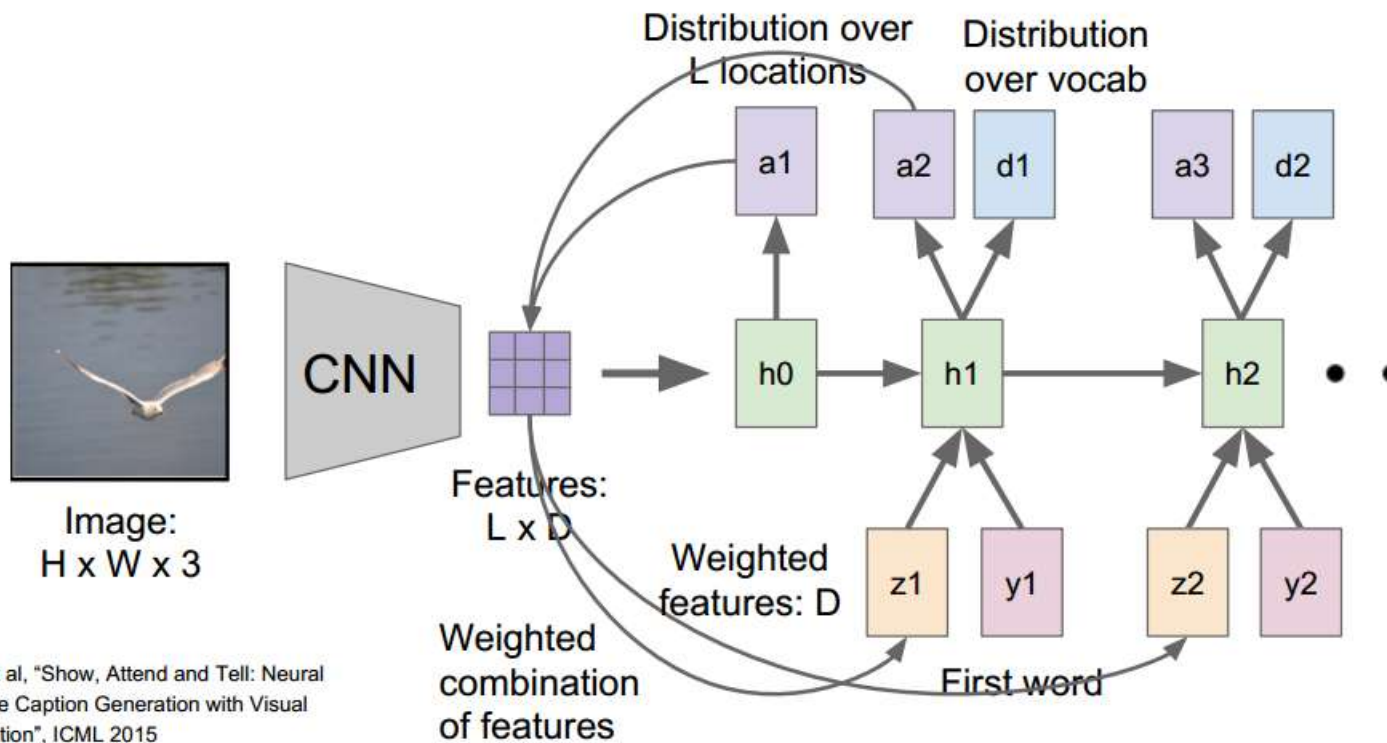 Distribution over
L locations
Distribution
over vocab
a1
a2
d1
a3
d2
CNN
h0
h1
h2
Features:
L x D
Image:
H x W x 3
Weighted
features: D
z1
y1
z2
y2
Weighted
combination
of features
First word
al, "Show, Attend and Tell: Neural
e Caption Generation with Visual
tion", ICML 2015